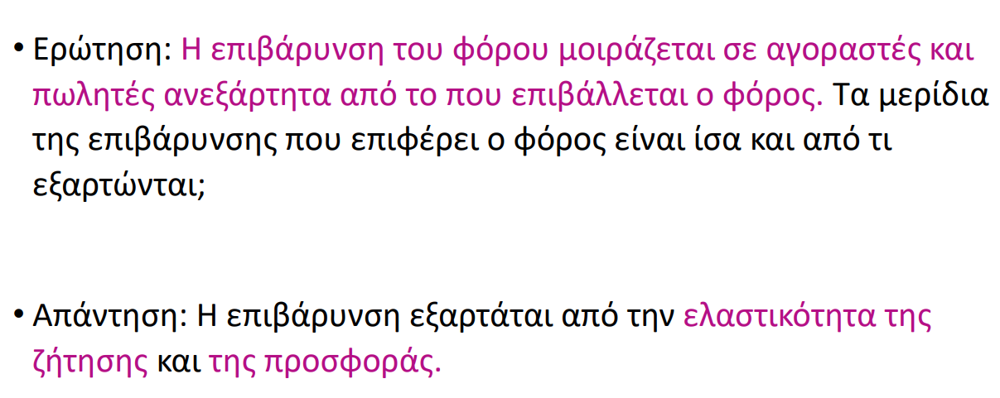 • Ερώτηση: Η επιβάρυνση του φόρου μοιράζεται σε αγοραστές και
πωλητές ανεξάρτητα από το που επιβάλλεται ο φόρος. Τα μερίδια
της επιβάρυνσης που επιφέρει ο φόρος είναι ίσα και από τι
εξαρτώνται;
• Απάντηση: Η επιβάρυνση εξαρτάται από την ελαστικότητα της
ζήτησης και της προσφοράς.